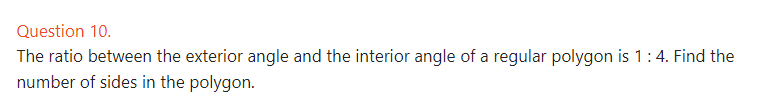 Question 10.
The ratio between the exterior angle and the interior angle of a regular polygon is 1 : 4. Find the
number of sides in the polygon.